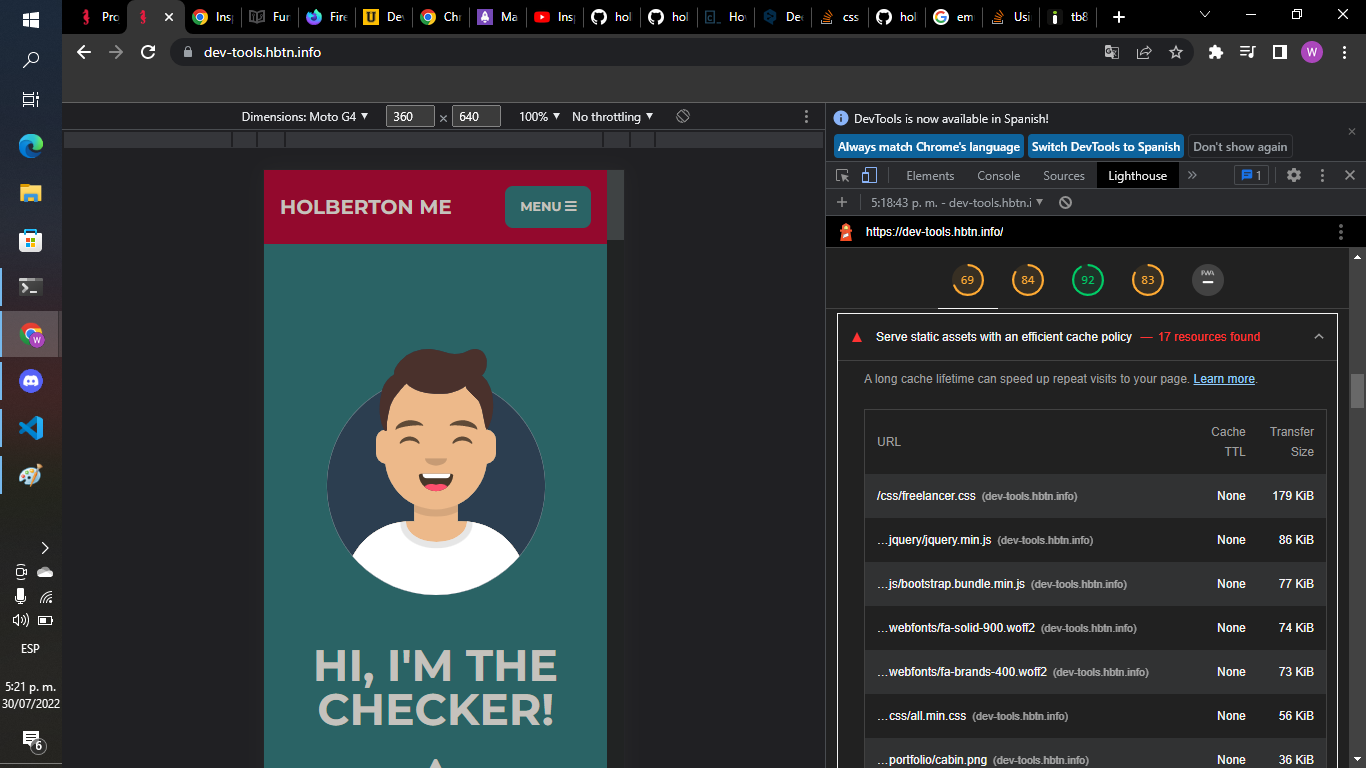 Pro
Insp
Fun
Fire
Dev
Chr
Ma
Insp
hol
hol
Ho
De
css
hol
em
Usi
tb8
dev-tools.hbtn.info
W
Dimensions: Moto G4
360 × 640
100%
No throttling
DevTools is now available in Spanish!
Always match Chrome's language
Switch DevTools to Spanish
Don't show again
Elements
Console
Sources
Lighthouse
1
5:18:43 p. m. - dev-tools.hbtn.i
https://dev-tools.hbtn.info/
69
84
92
83
PWA
Serve static assets with an efficient cache policy — 17 resources found
A long cache lifetime can speed up repeat visits to your page. Learn more.
URL
Cache TTL
Transfer Size
/css/freelancer.css (dev-tools.hbtn.info) None 179 KiB
…jquery/jquery.min.js (dev-tools.hbtn.info) None 86 KiB
…js/bootstrap.bundle.min.js (dev-tools.hbtn.info) None 77 KiB
…webfonts/fa-solid-900.woff2 (dev-tools.hbtn.info) None 74 KiB
…webfonts/fa-brands-400.woff2 (dev-tools.hbtn.info) None 73 KiB
…css/all.min.css (dev-tools.hbtn.info) None 56 KiB
…portfolio/cabin.png (dev-tools.hbtn.info) None 36 KiB
HOLBERTON ME
MENU
HI, I'M THE
CHECKER!
ESP
5:21 p. m.
30/07/2022
6